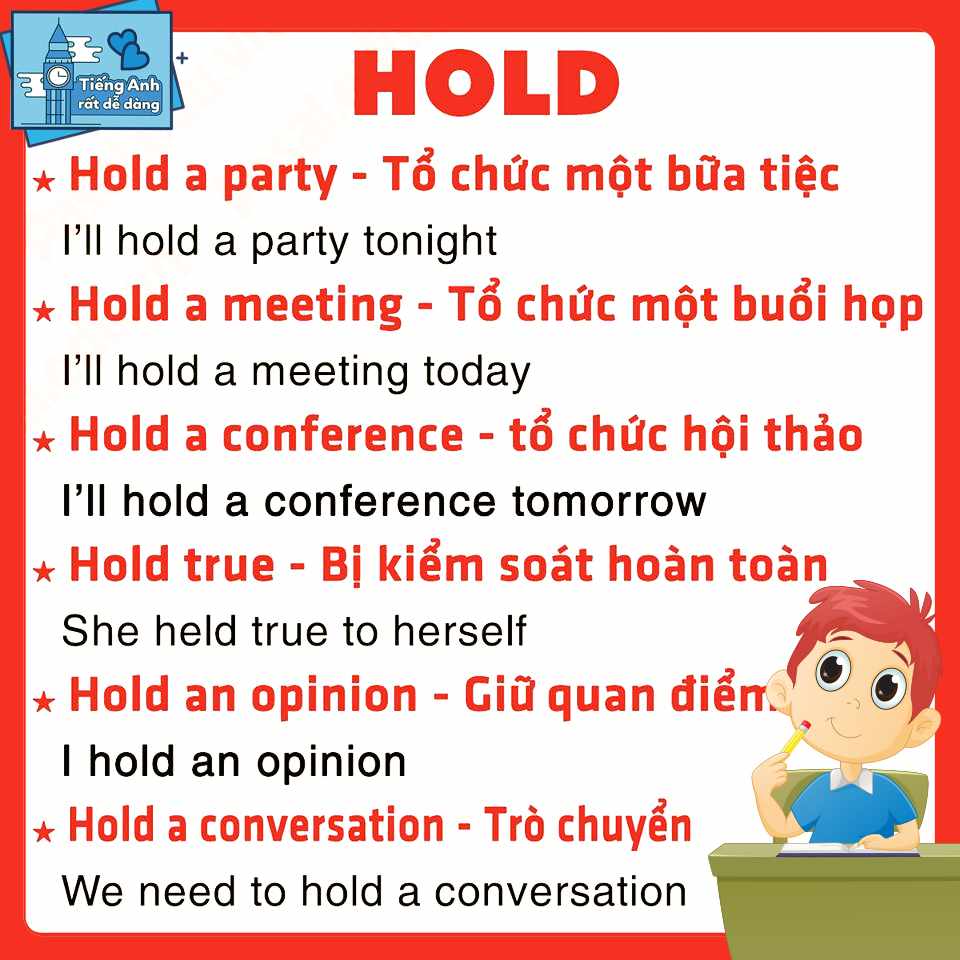 Tiếng Anh
rất dễ dàng
HOLD
★ Hold a party - Tổ chức một bữa tiệc
I’ll hold a party tonight
★ Hold a meeting - Tổ chức một buổi họp
I’ll hold a meeting today
★ Hold a conference - tổ chức hội thảo
I’ll hold a conference tomorrow
★ Hold true - Bị kiểm soát hoàn toàn
She held true to herself
★ Hold an opinion - Giữ quan điểm
I hold an opinion
★ Hold a conversation - Trò chuyển
We need to hold a conversation